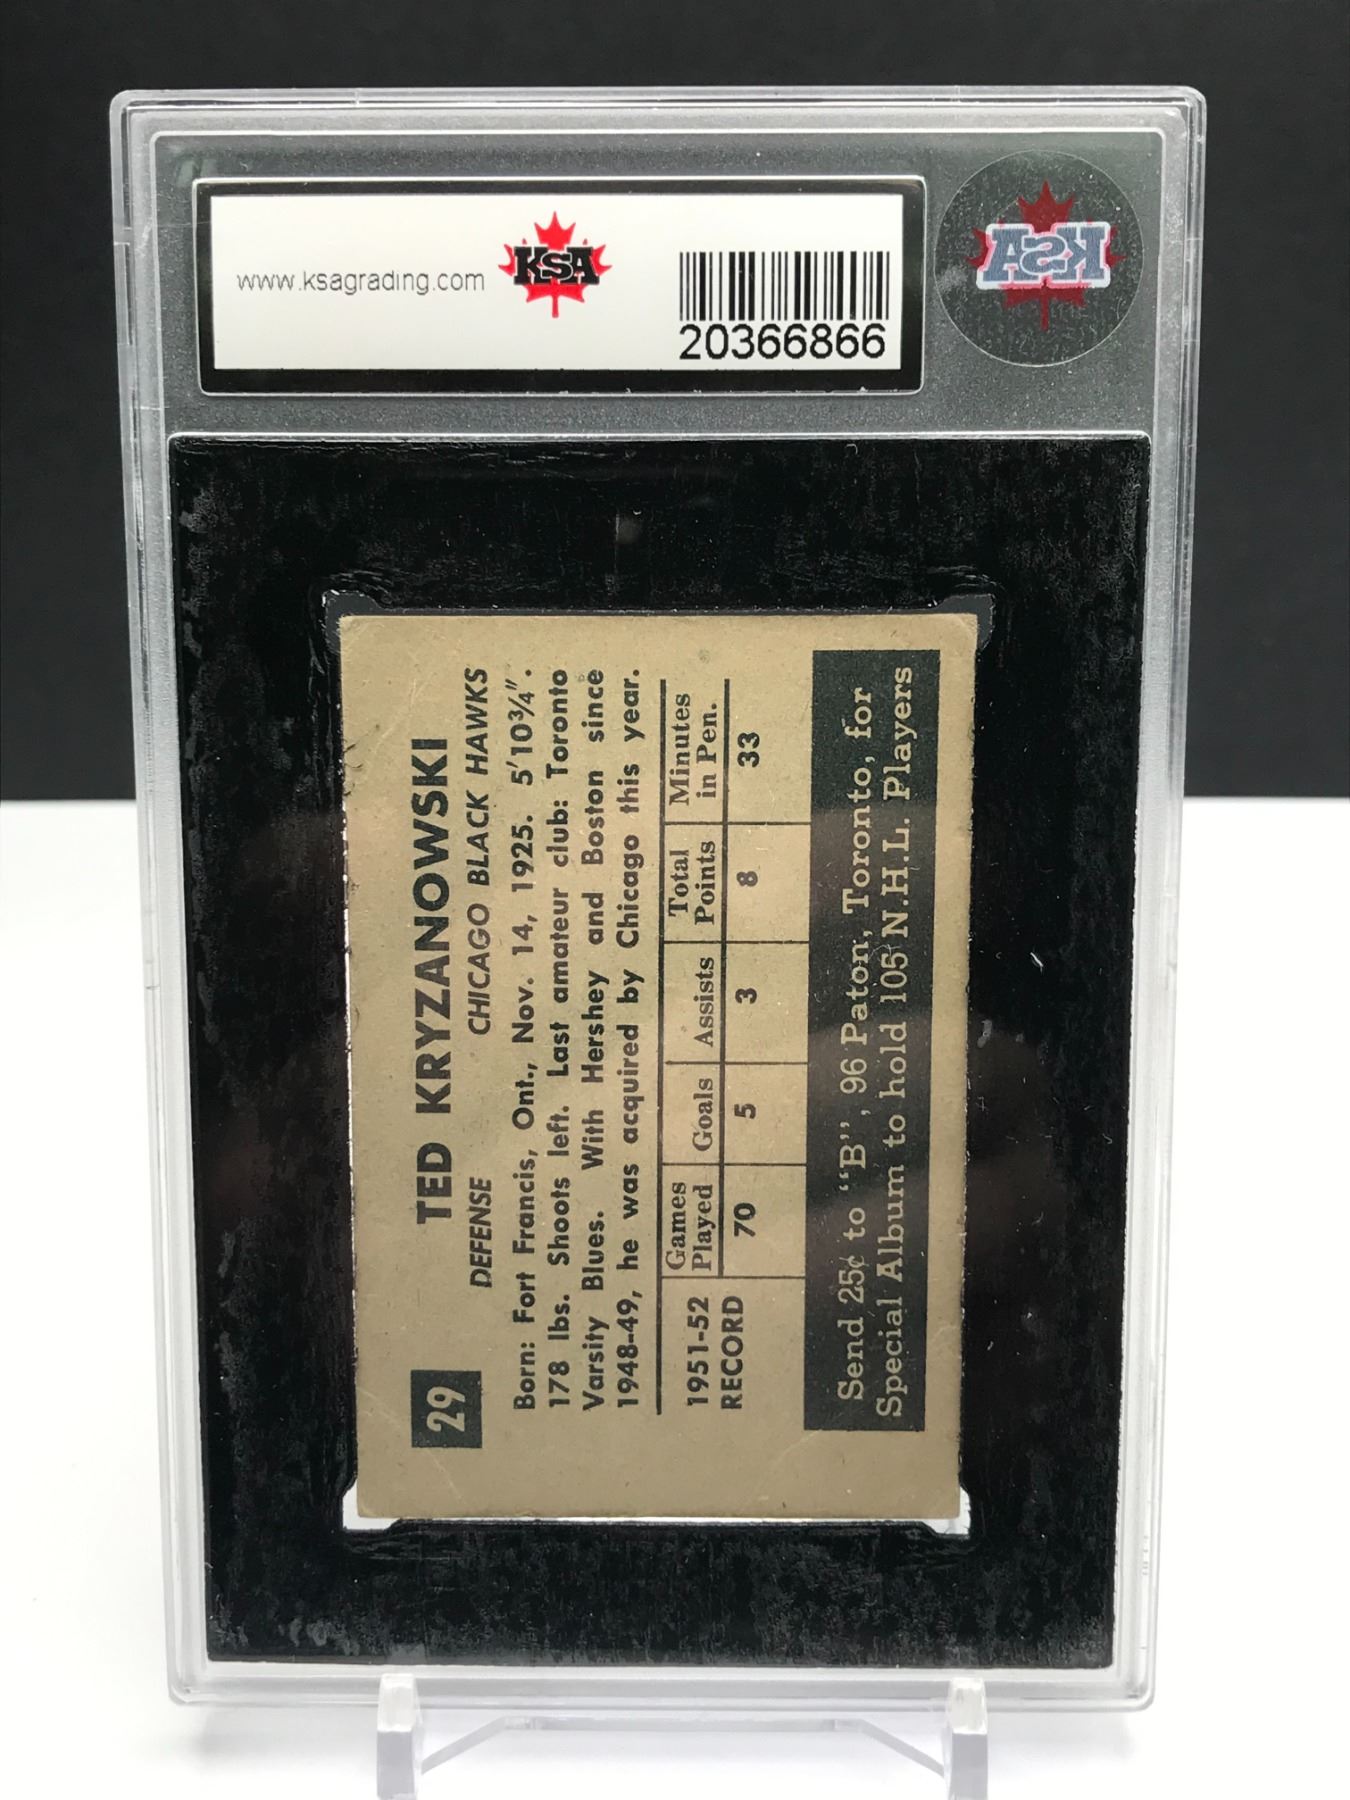 www.ksagrading.com
KSA
20366866
KSA
29
TED KRYZANOWSKI
DEFENSE CHICAGO BLACK HAWKS
Born: Fort Francis, Ont., Nov. 14, 1925. 5'10¾".
178 lbs. Shoots left. Last amateur club: Toronto
Varsity Blues. With Hershey and Boston since
1948-49, he was acquired by Chicago this year.
1951-52 RECORD
Games Played Goals Assists Total Points Minutes in Pen.
70 5 3 8 33
Send 25¢ to "B", 96 Paton, Toronto, for
Special Album to hold 105 N.H.L. Players